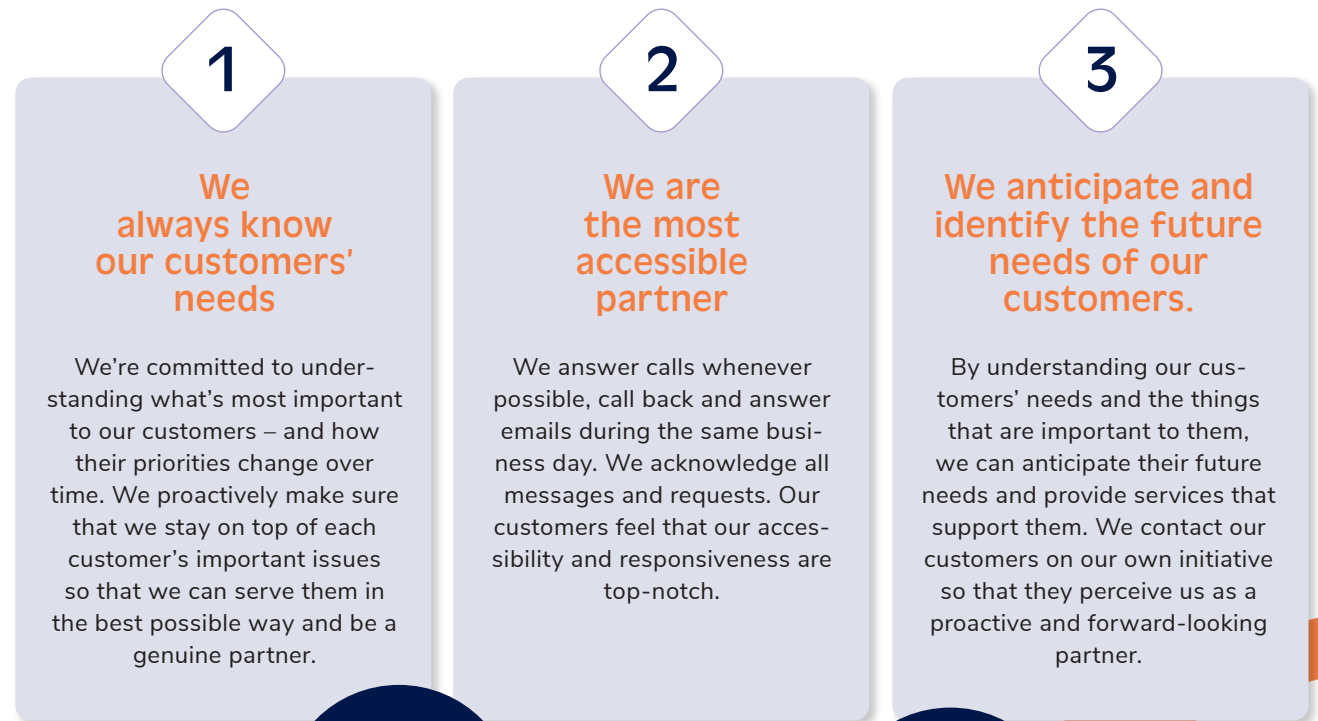 1
We
always know
our customers’
needs
We’re committed to under-
standing what’s most important
to our customers – and how
their priorities change over
time. We proactively make sure
that we stay on top of each
customer’s important issues
so that we can serve them in
the best possible way and be a
genuine partner.
2
We are
the most
accessible
partner
We answer calls whenever
possible, call back and answer
emails during the same busi-
ness day. We acknowledge all
messages and requests. Our
customers feel that our acces-
sibility and responsiveness are
top-notch.
3
We anticipate and
identify the future
needs of our
customers.
By understanding our cus-
tomers’ needs and the things
that are important to them,
we can anticipate their future
needs and provide services that
support them. We contact our
customers on our own initiative
so that they perceive us as a
proactive and forward-looking
partner.